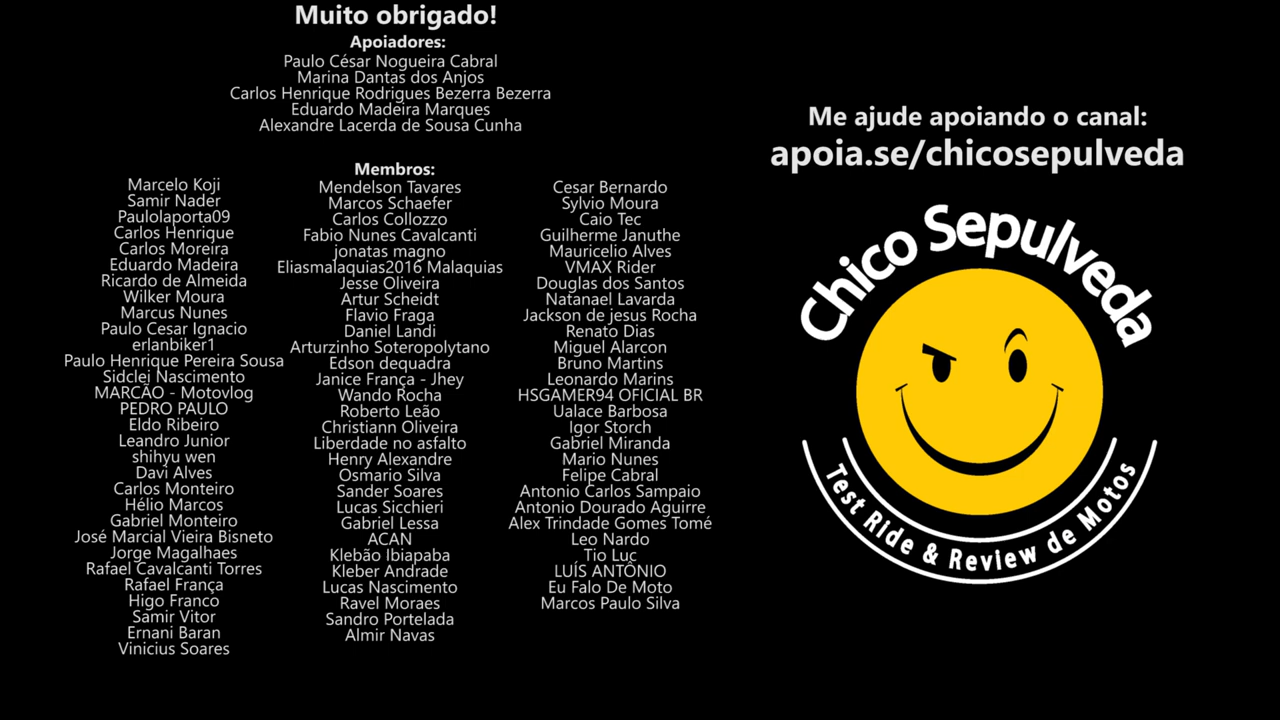 Muito obrigado!
Apoiadores:
Paulo César Nogueira Cabral
Marina Dantas dos Anjos
Carlos Henrique Rodrigues Bezerra Bezerra
Eduardo Madeira Marques
Alexandre Lacerda de Sousa Cunha
Membros:
Marcelo Koji
Samir Nader
Paulolaporta09
Carlos Henrique
Carlos Moreira
Eduardo Madeira
Ricardo de Almeida
Wilker Moura
Marcus Nunes
Paulo Cesar Ignacio
erlanbiker1
Paulo Henrique Pereira Sousa
Sidclei Nascimento
MARCÃO - Motovlog
PEDRO PAULO
Eldo Ribeiro
Leandro Junior
shihyu wen
Davi Alves
Carlos Monteiro
Hélio Marcos
Gabriel Monteiro
José Marcial Vieira Bisneto
Jorge Magalhaes
Rafael Cavalcanti Torres
Rafael França
Higo Franco
Samir Vitor
Ernani Baran
Vinicius Soares
Mendelson Tavares
Marcos Schaefer
Carlos Collozzo
Fabio Nunes Cavalcanti
jonatas magno
Eliasmalaquias2016 Malaquias
Jesse Oliveira
Artur Scheidt
Flavio Fraga
Daniel Landi
Arturzinho Soteropolytano
Edson dequadra
Janice França - Jhey
Wando Rocha
Roberto Leão
Christiann Oliveira
Liberdade no asfalto
Henry Alexandre
Osmario Silva
Sander Soares
Lucas Sicchieri
Gabriel Lessa
ACAN
Klebão Ibiapaba
Kleber Andrade
Lucas Nascimento
Ravel Moraes
Sandro Portelada
Almir Navas
Cesar Bernardo
Sylvio Moura
Caio Tec
Guilherme Januthe
Mauricelio Alves
VMAX Rider
Douglas dos Santos
Natanael Lavarda
Jackson de jesus Rocha
Renato Dias
Miguel Alarcon
Bruno Martins
Leonardo Marins
HSGAMER94 OFICIAL BR
Ualace Barbosa
Igor Storch
Gabriel Miranda
Mario Nunes
Felipe Cabral
Antonio Carlos Sampaio
Antonio Dourado Aguirre
Alex Trindade Gomes Tomé
Leo Nardo
Tio Luc
LUÍS ANTÔNIO
Eu Falo De Moto
Marcos Paulo Silva
Me ajude apoiando o canal:
apoia.se/chicosepulveda
Chico Sepulveda
Test Ride & Review de Motos